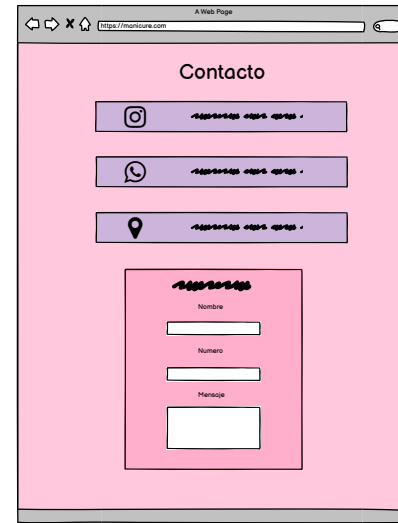 A Web Page
https://manicure.com
Contacto
Nombre
Numero
Mensaje